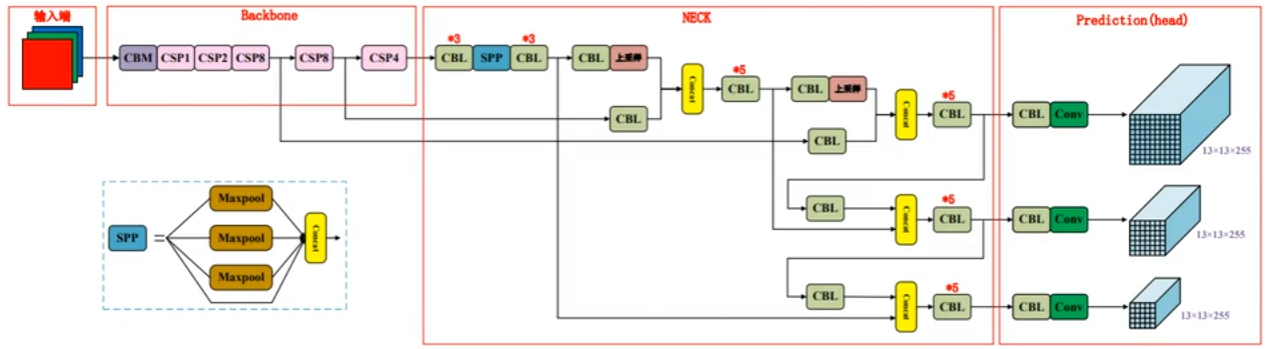 输入端
Backbone
NECK
Prediction(head)
*3
*3
CBM CSP1 CSP2 CSP8 CSP8 CSP4 CBL SPP CBL CBL 上采样
Concat
*5
CBL
CBL 上采样
Concat
*5
CBL
CBL Conv
13×13×255
CBL
CBL
CBL
Concat
*5
CBL
CBL Conv
13×13×255
CBL
Concat
*5
CBL
CBL Conv
13×13×255
SPP =
Maxpool
Maxpool
Maxpool
Concat